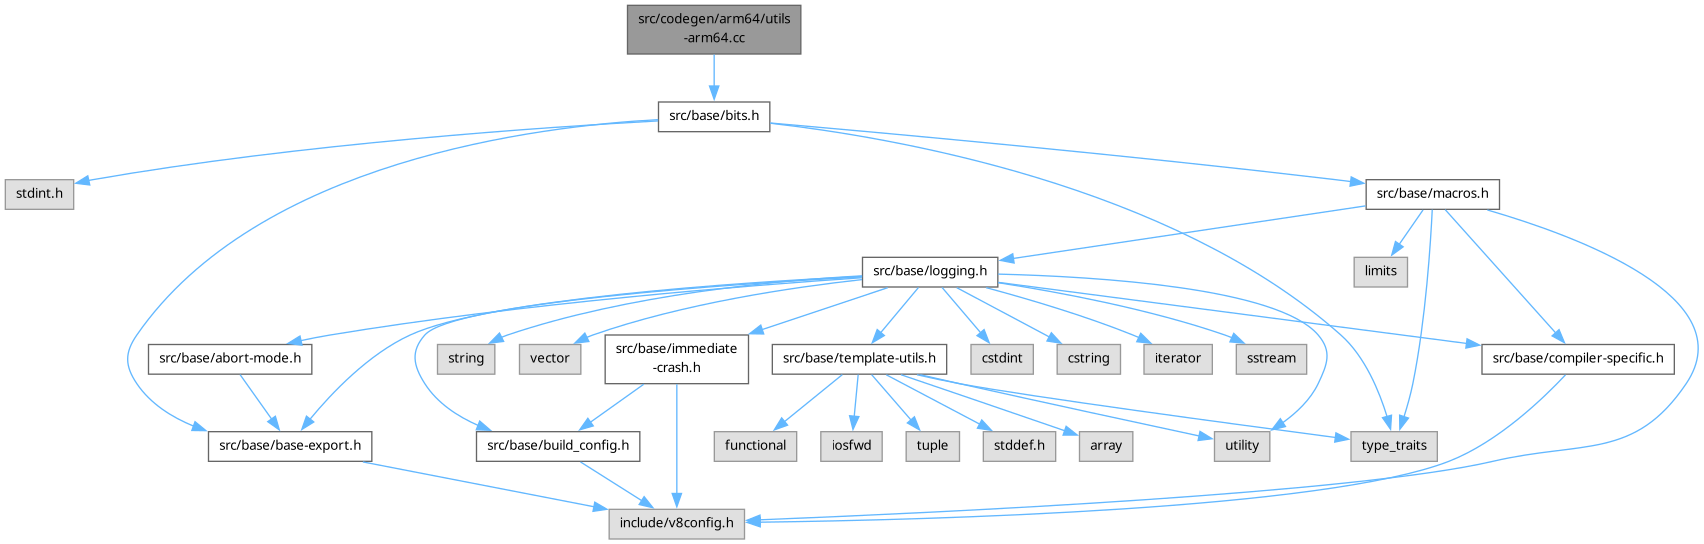 src/codegen/arm64/utils
-arm64.cc
src/base/bits.h
stdint.h
src/base/macros.h
src/base/logging.h
limits
src/base/abort-mode.h
string
vector
src/base/immediate
-crash.h
src/base/template-utils.h
cstdint
cstring
iterator
sstream
src/base/compiler-specific.h
src/base/base-export.h
src/base/build_config.h
functional
iosfwd
tuple
stddef.h
array
utility
type_traits
include/v8config.h